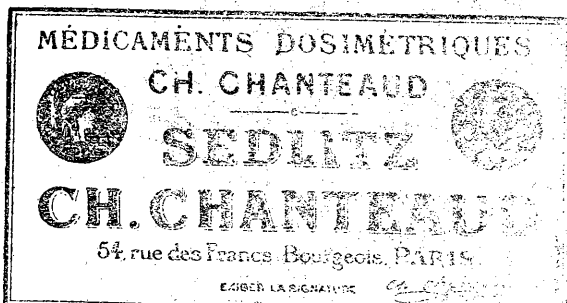 MÉDICAMENTS DOSIMÉTRIQUES
CH. CHANTEAUD
SEDLITZ
CH. CHANTEAUD
54, rue des Francs Bourgeois, PARIS
EXIGER LA SIGNATURE